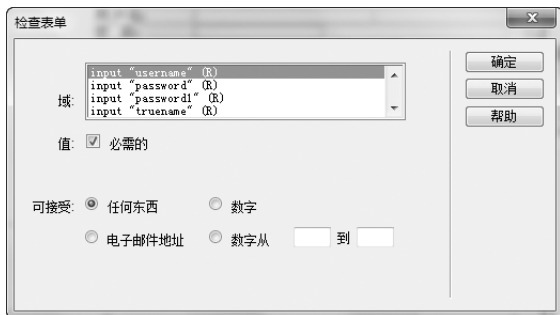 检查表单
域:
input "username" (R)
input "password" (R)
input "password1" (R)
input "truename" (R)
值: 必需的
可接受: 任何东西 数字
电子邮件地址 数字从 到
确定
取消
帮助